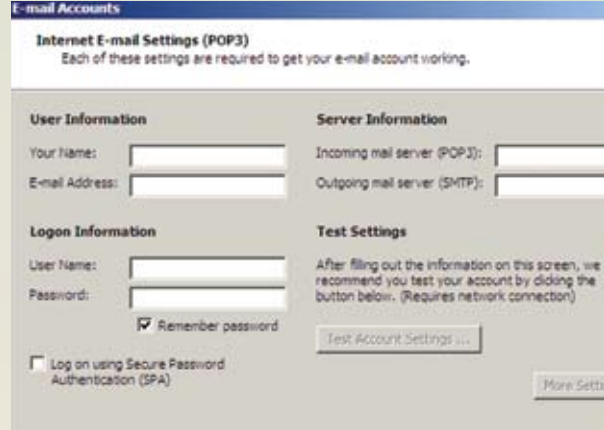 E-mail Accounts
Internet E-mail Settings (POP3)
Each of these settings are required to get your e-mail account working.
User Information
Your Name:
E-mail Address:
Logon Information
User Name:
Password:
Remember password
Log on using Secure Password
Authentication (SPA)
Server Information
Incoming mail server (POP3):
Outgoing mail server (SMTP):
Test Settings
After filling out the information on this screen, we
recommend you test your account by clicking the
button below. (Requires network connection)
Test Account Settings ...
More Setti